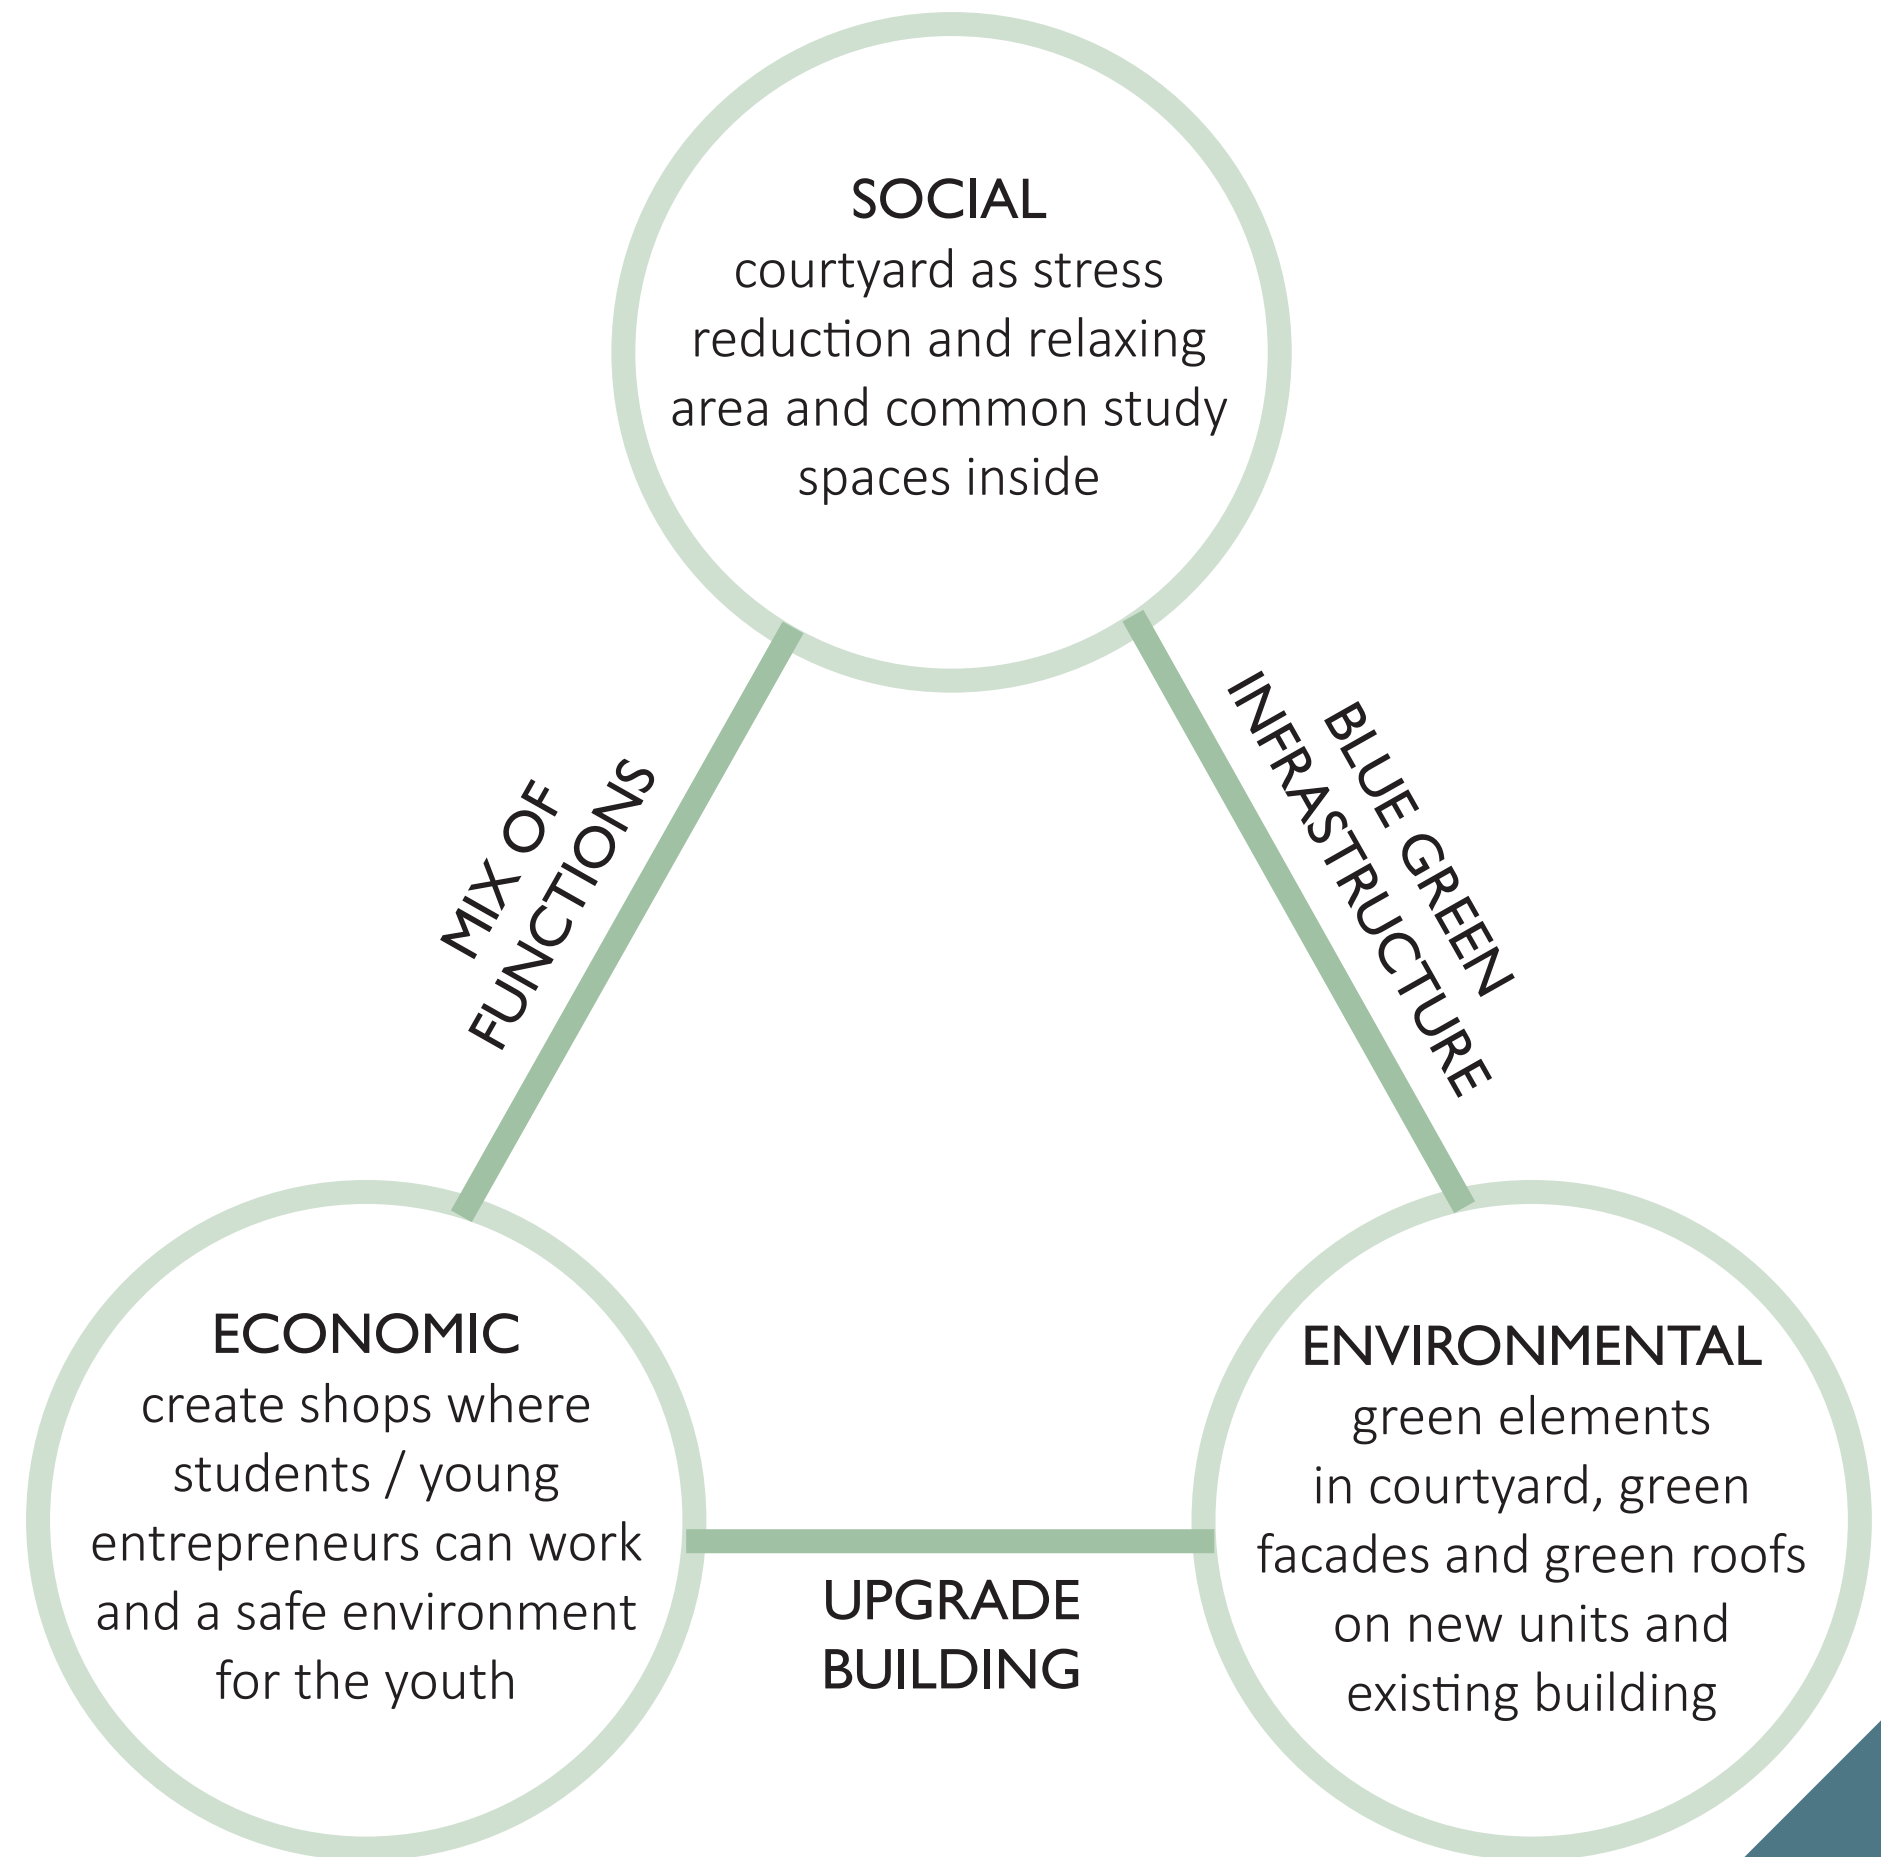 SOCIAL
courtyard as stress
reduction and relaxing
area and common study
spaces inside
MIX OF
FUNCTIONS
BLUE GREEN
INFRASTRUCTURE
ECONOMIC
create shops where
students / young
entrepreneurs can work
and a safe environment
for the youth
UPGRADE
BUILDING
ENVIRONMENTAL
green elements
in courtyard, green
facades and green roofs
on new units and
existing building